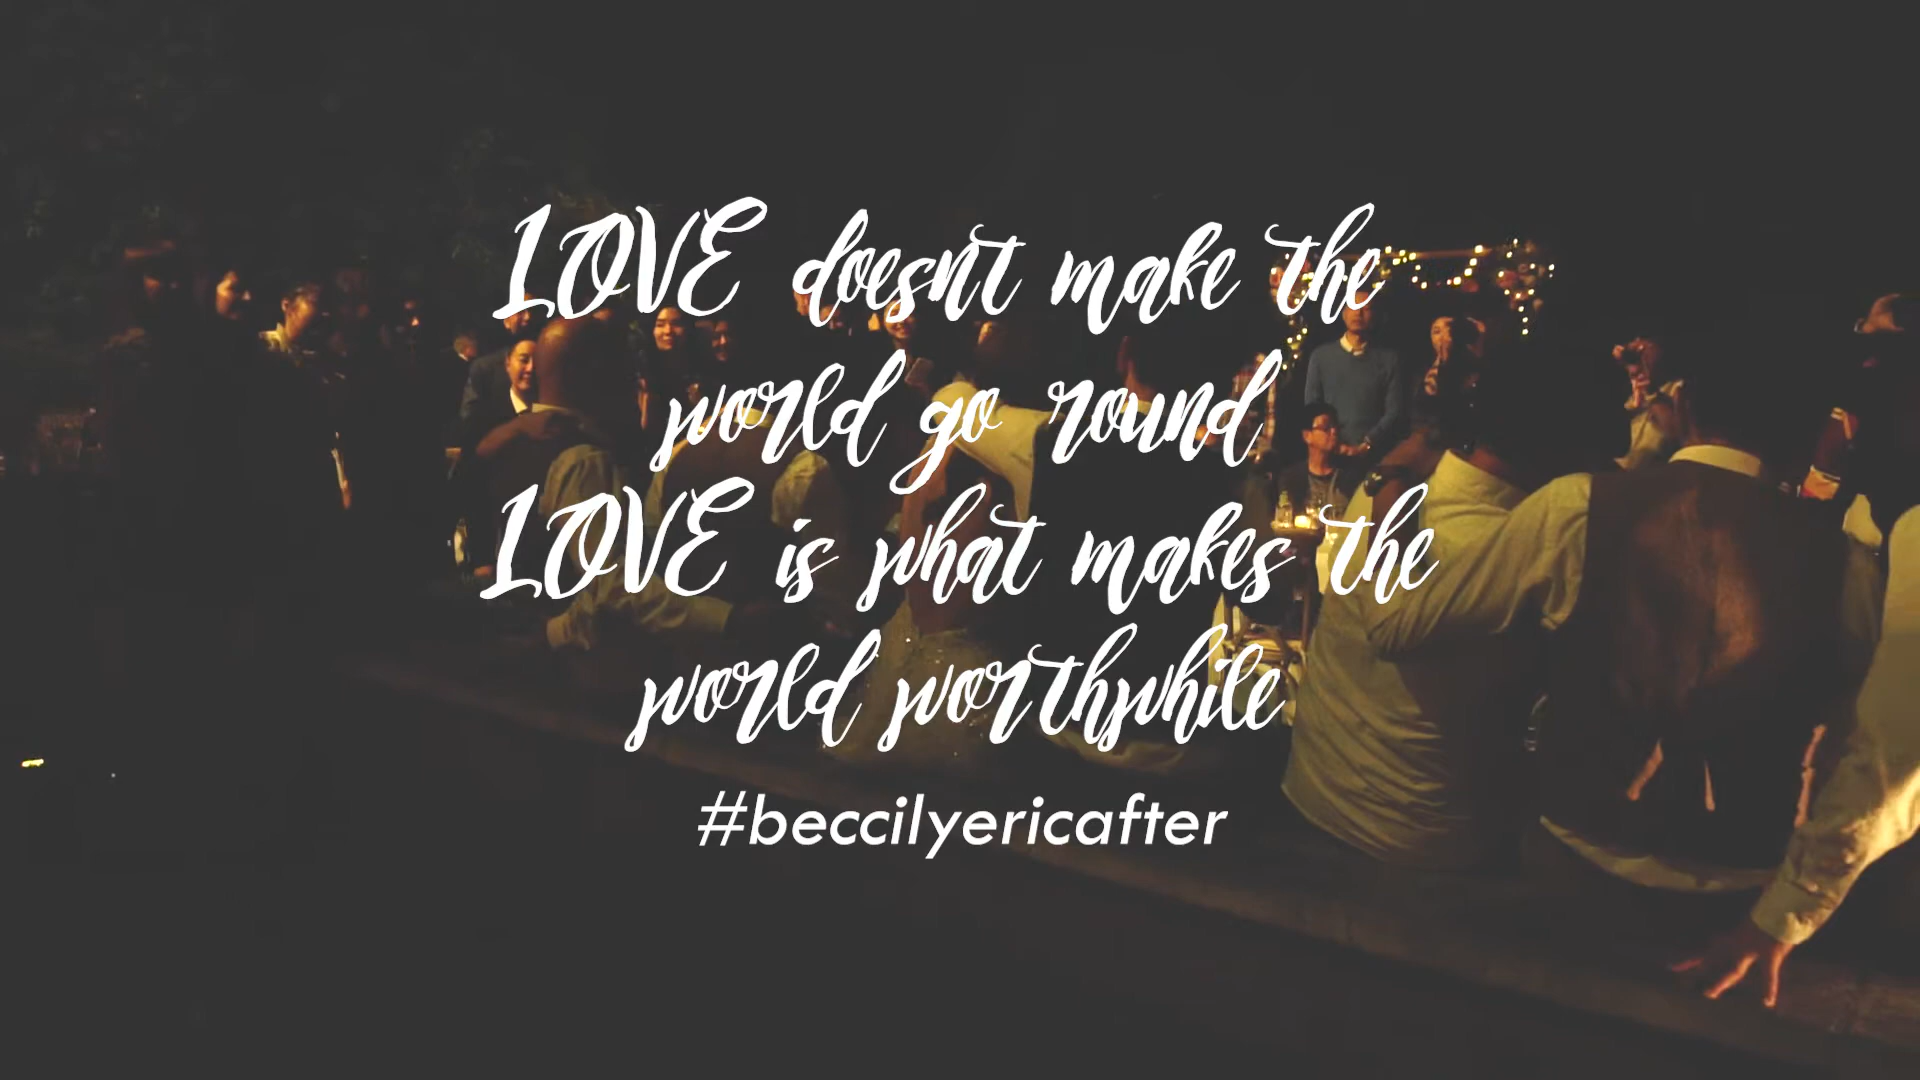 LOVE doesnt make the
world go round
LOVE is what makes the
world worthwhile
#beccilyericafter